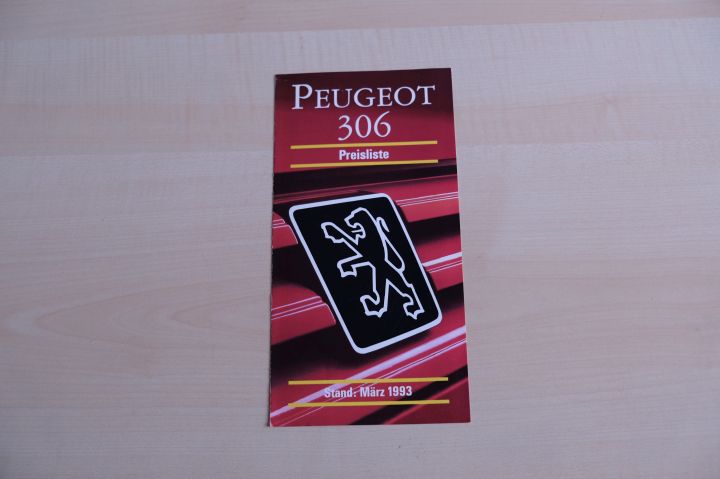 PEUGEOT
306
Preisliste
Stand: März 1993